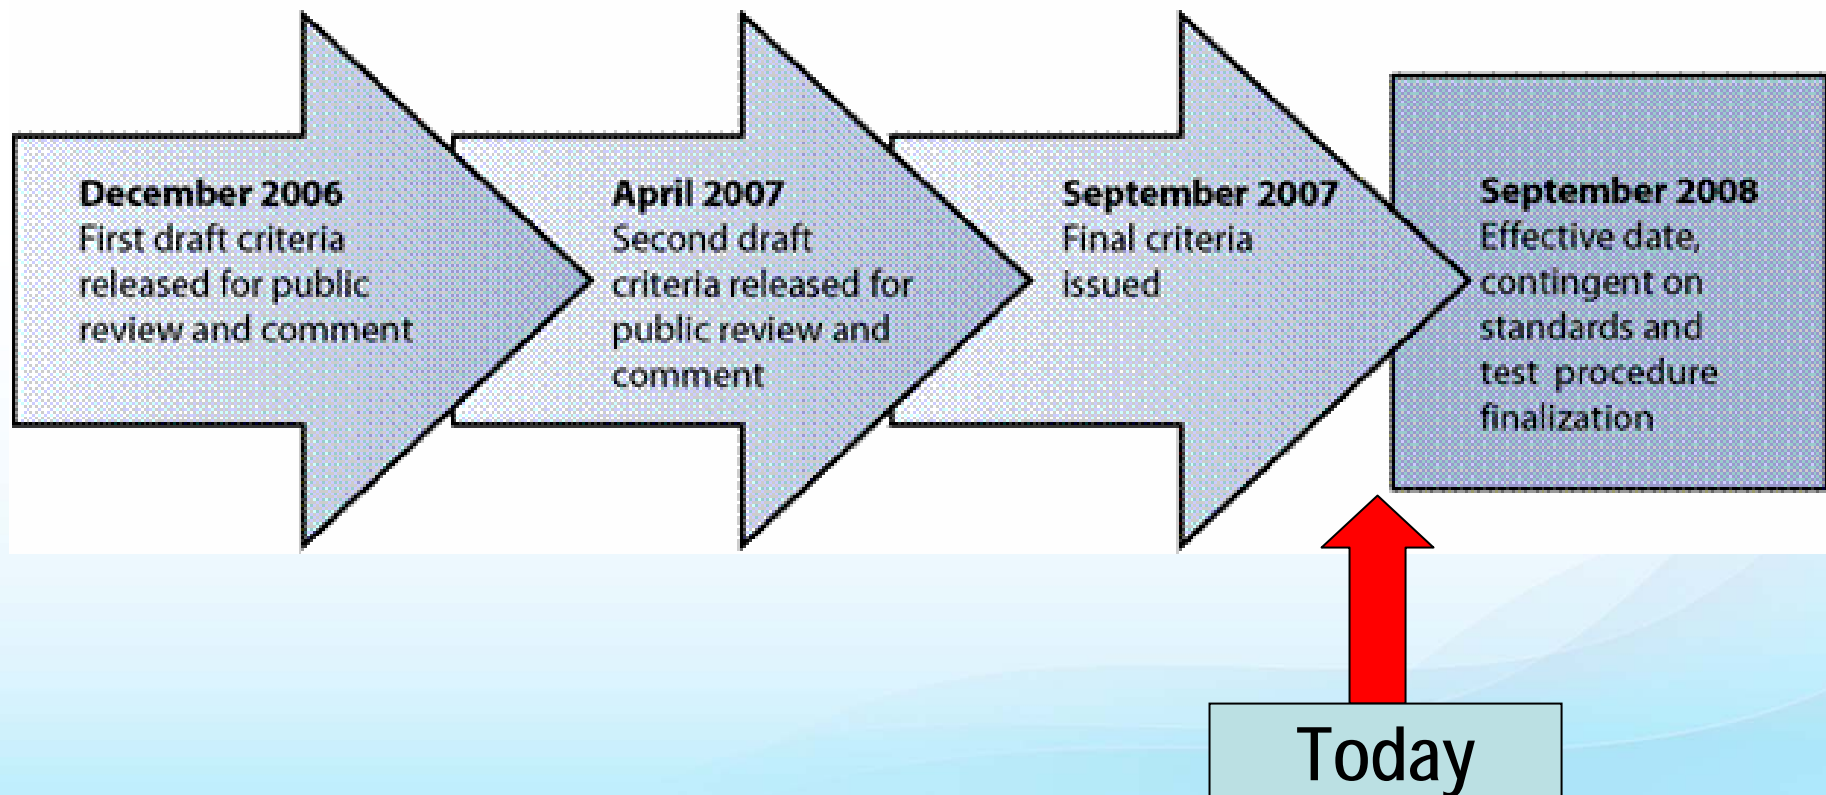 December 2006
First draft criteria
released for public
review and comment
April 2007
Second draft
criteria released for
public review and
comment
September 2007
Final criteria
issued
September 2008
Effective date,
contingent on
standards and
test procedure
finalization
Today